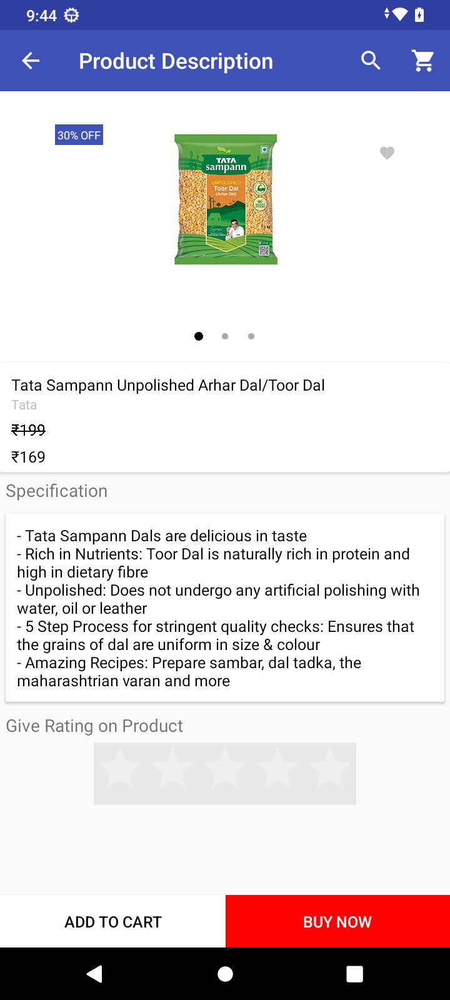 9:44
Product Description
30% OFF
TATA
sampann
UNPOLISHED
Toor Dal
(Arhar Dal)
Tata Sampann Unpolished Arhar Dal/Toor Dal
Tata
₹199
₹169
Specification
- Tata Sampann Dals are delicious in taste
- Rich in Nutrients: Toor Dal is naturally rich in protein and
high in dietary fibre
- Unpolished: Does not undergo any artificial polishing with
water, oil or leather
- 5 Step Process for stringent quality checks: Ensures that
the grains of dal are uniform in size & colour
- Amazing Recipes: Prepare sambar, dal tadka, the
maharashtrian varan and more
Give Rating on Product
ADD TO CART
BUY NOW